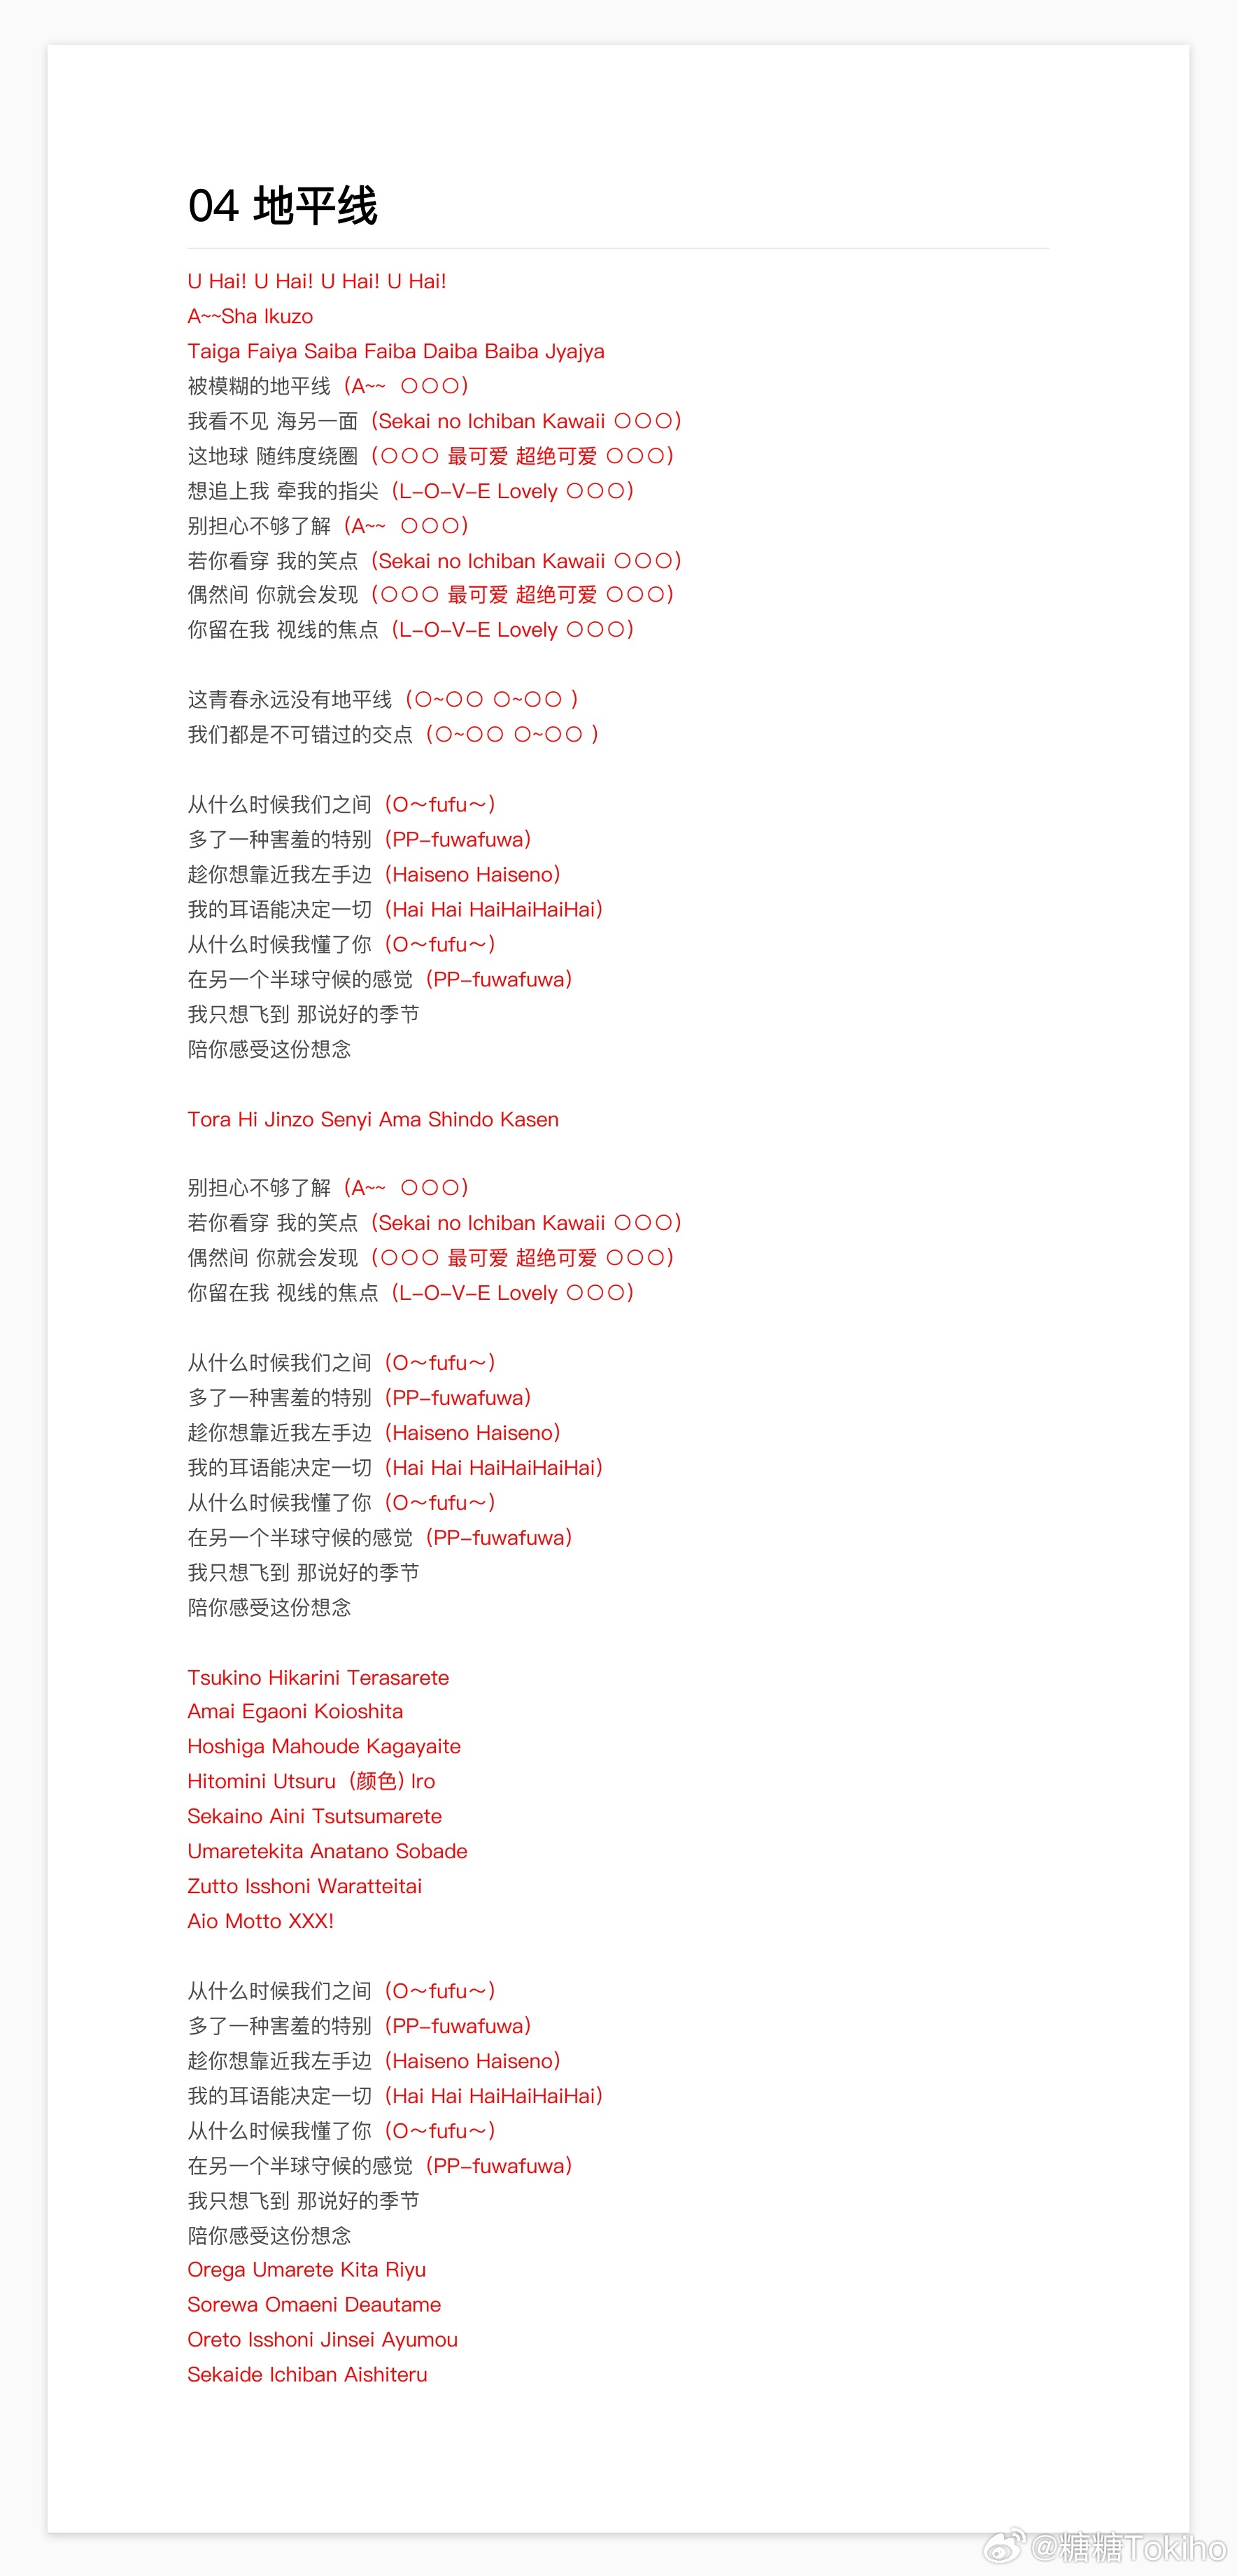 04 地平线
U Hai! U Hai! U Hai! U Hai!
A~~Sha Ikuzo
Taiga Faiya Saiba Faiba Daiba Baiba Jyajya
被模糊的地平线（A~~ 〇〇〇）
我看不见 海另一面（Sekai no Ichiban Kawaii 〇〇〇）
这地球 随纬度绕圈（〇〇〇 最可爱 超绝可爱 〇〇〇）
想追上我 牵我的指尖（L-O-V-E Lovely 〇〇〇）
别担心不够了解（A~~ 〇〇〇）
若你看穿 我的笑点（Sekai no Ichiban Kawaii 〇〇〇）
偶然间 你就会发现（〇〇〇 最可爱 超绝可爱 〇〇〇）
你留在我 视线的焦点（L-O-V-E Lovely 〇〇〇）
这青春永远没有地平线（〇~〇〇 〇~〇〇 ）
我们都是不可错过的交点（〇~〇〇 〇~〇〇 ）
从什么时候我们之间（O～fufu～）
多了一种害羞的特别（PP-fuwafuwa）
趁你想靠近我左手边（Haiseno Haiseno）
我的耳语能决定一切（Hai Hai HaiHaiHaiHai）
从什么时候我懂了你（O～fufu～）
在另一个半球守候的感觉（PP-fuwafuwa）
我只想飞到 那说好的季节
陪你感受这份想念
Tora Hi Jinzo Senyi Ama Shindo Kasen
别担心不够了解（A~~ 〇〇〇）
若你看穿 我的笑点（Sekai no Ichiban Kawaii 〇〇〇）
偶然间 你就会发现（〇〇〇 最可爱 超绝可爱 〇〇〇）
你留在我 视线的焦点（L-O-V-E Lovely 〇〇〇）
从什么时候我们之间（O～fufu～）
多了一种害羞的特别（PP-fuwafuwa）
趁你想靠近我左手边（Haiseno Haiseno）
我的耳语能决定一切（Hai Hai HaiHaiHaiHai）
从什么时候我懂了你（O～fufu～）
在另一个半球守候的感觉（PP-fuwafuwa）
我只想飞到 那说好的季节
陪你感受这份想念
Tsukino Hikarini Terasarete
Amai Egaoni Koioshita
Hoshiga Mahoude Kagayaite
Hitomini Utsuru（颜色) Iro
Sekaino Aini Tsutsumarete
Umaretekita Anatano Sobade
Zutto Isshoni Waratteitai
Aio Motto XXX!
从什么时候我们之间（O～fufu～）
多了一种害羞的特别（PP-fuwafuwa）
趁你想靠近我左手边（Haiseno Haiseno）
我的耳语能决定一切（Hai Hai HaiHaiHaiHai）
从什么时候我懂了你（O～fufu～）
在另一个半球守候的感觉（PP-fuwafuwa）
我只想飞到 那说好的季节
陪你感受这份想念
Orega Umarete Kita Riyu
Sorewa Omaeni Deautame
Oreto Isshoni Jinsei Ayumou
Sekaide Ichiban Aishiteru
@糖糖Tokiho